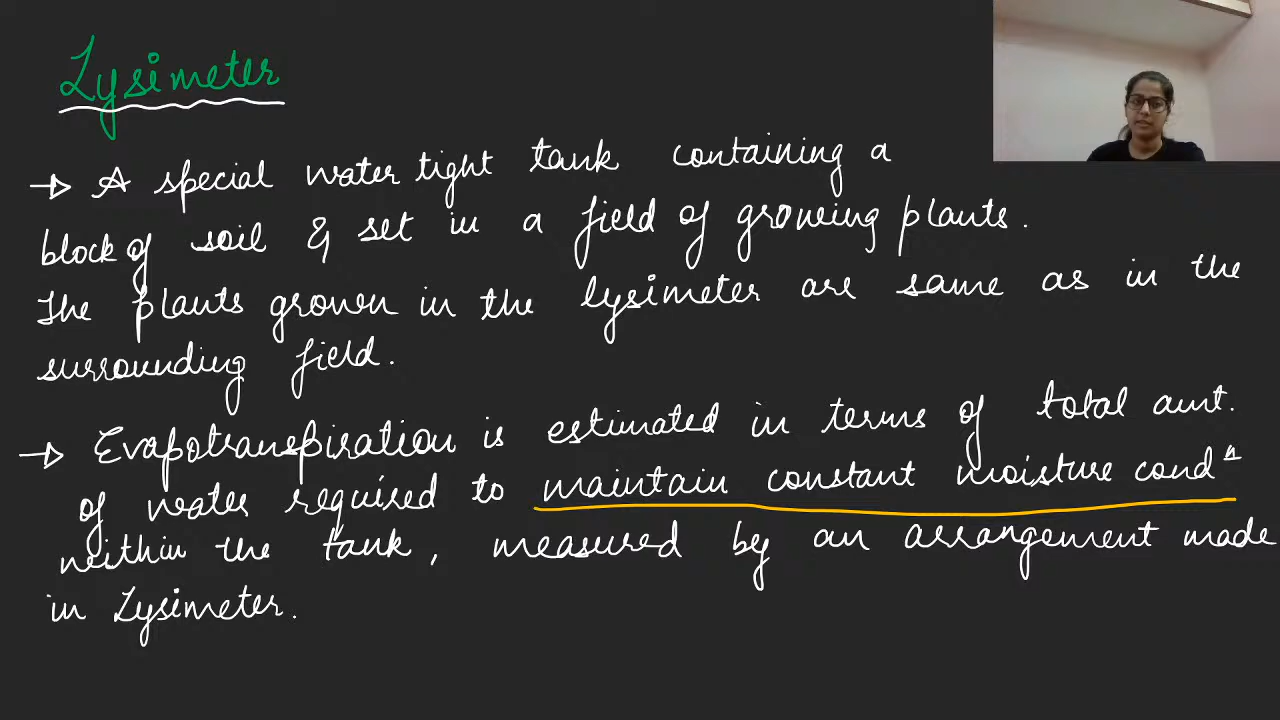 Lysimeter
→ A special water tight tank containing a
block of soil & set in a field of growing plants.
The plants grown in the lysimeter are same as in the
surrounding field.
→ Evapotranspiration is estimated in terms of total amt.
of water required to maintain constant moisture condⁿ
within the tank, measured by an arrangement made
in Lysimeter.